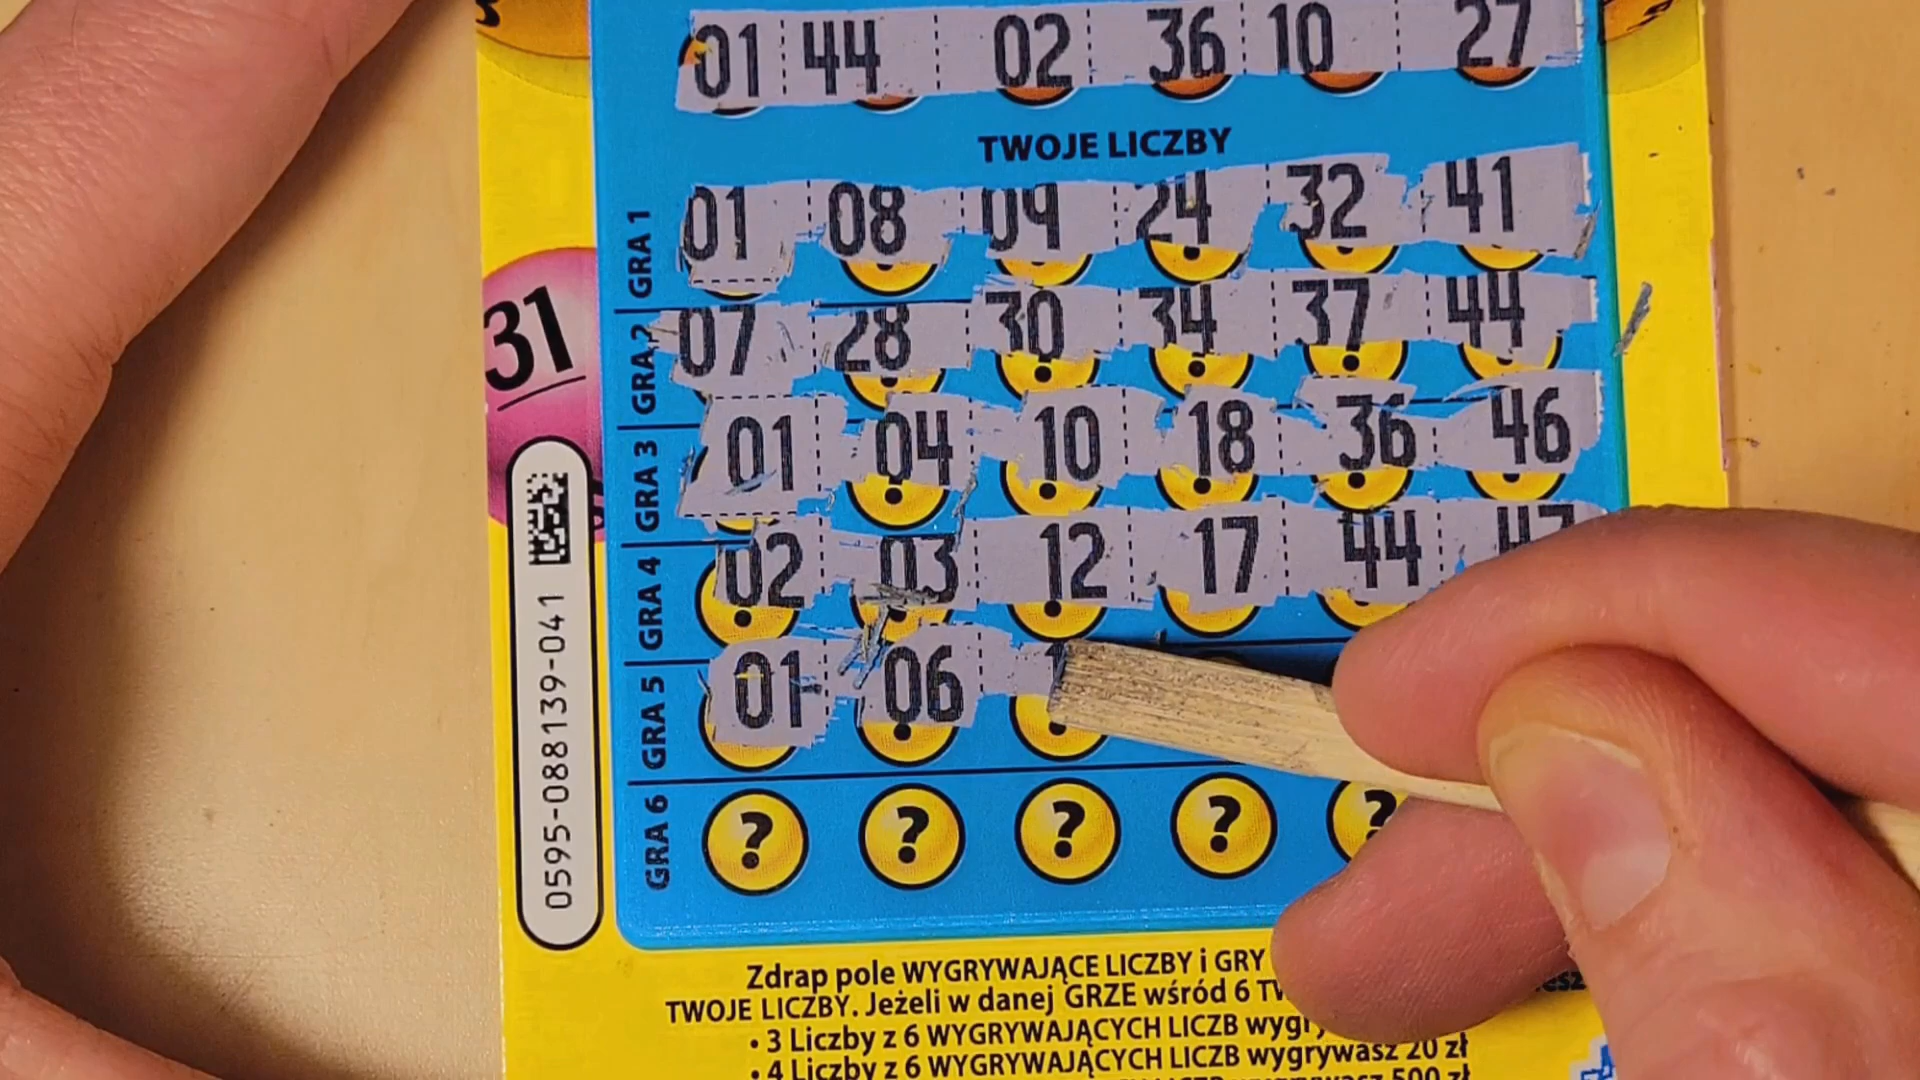 01 44 02 36 10 27
TWOJE LICZBY
GRA 1 01 08 09 24 32 41
GRA 2 07 28 30 34 37 44
31
GRA 3 01 04 10 18 36 46
GRA 4 02 03 12 17 44
GRA 5 01 06
GRA 6 ? ? ? ? ?
0595-088139-041
Zdrap pole WYGRYWAJĄCE LICZBY i GRY
TWOJE LICZBY. Jeżeli w danej GRZE wśród 6
• 3 Liczby z 6 WYGRYWAJĄCYCH LICZB
• 4 Liczby z 6 WYGRYWAJĄCYCH LICZB wygrywasz 20 zł
500 zł